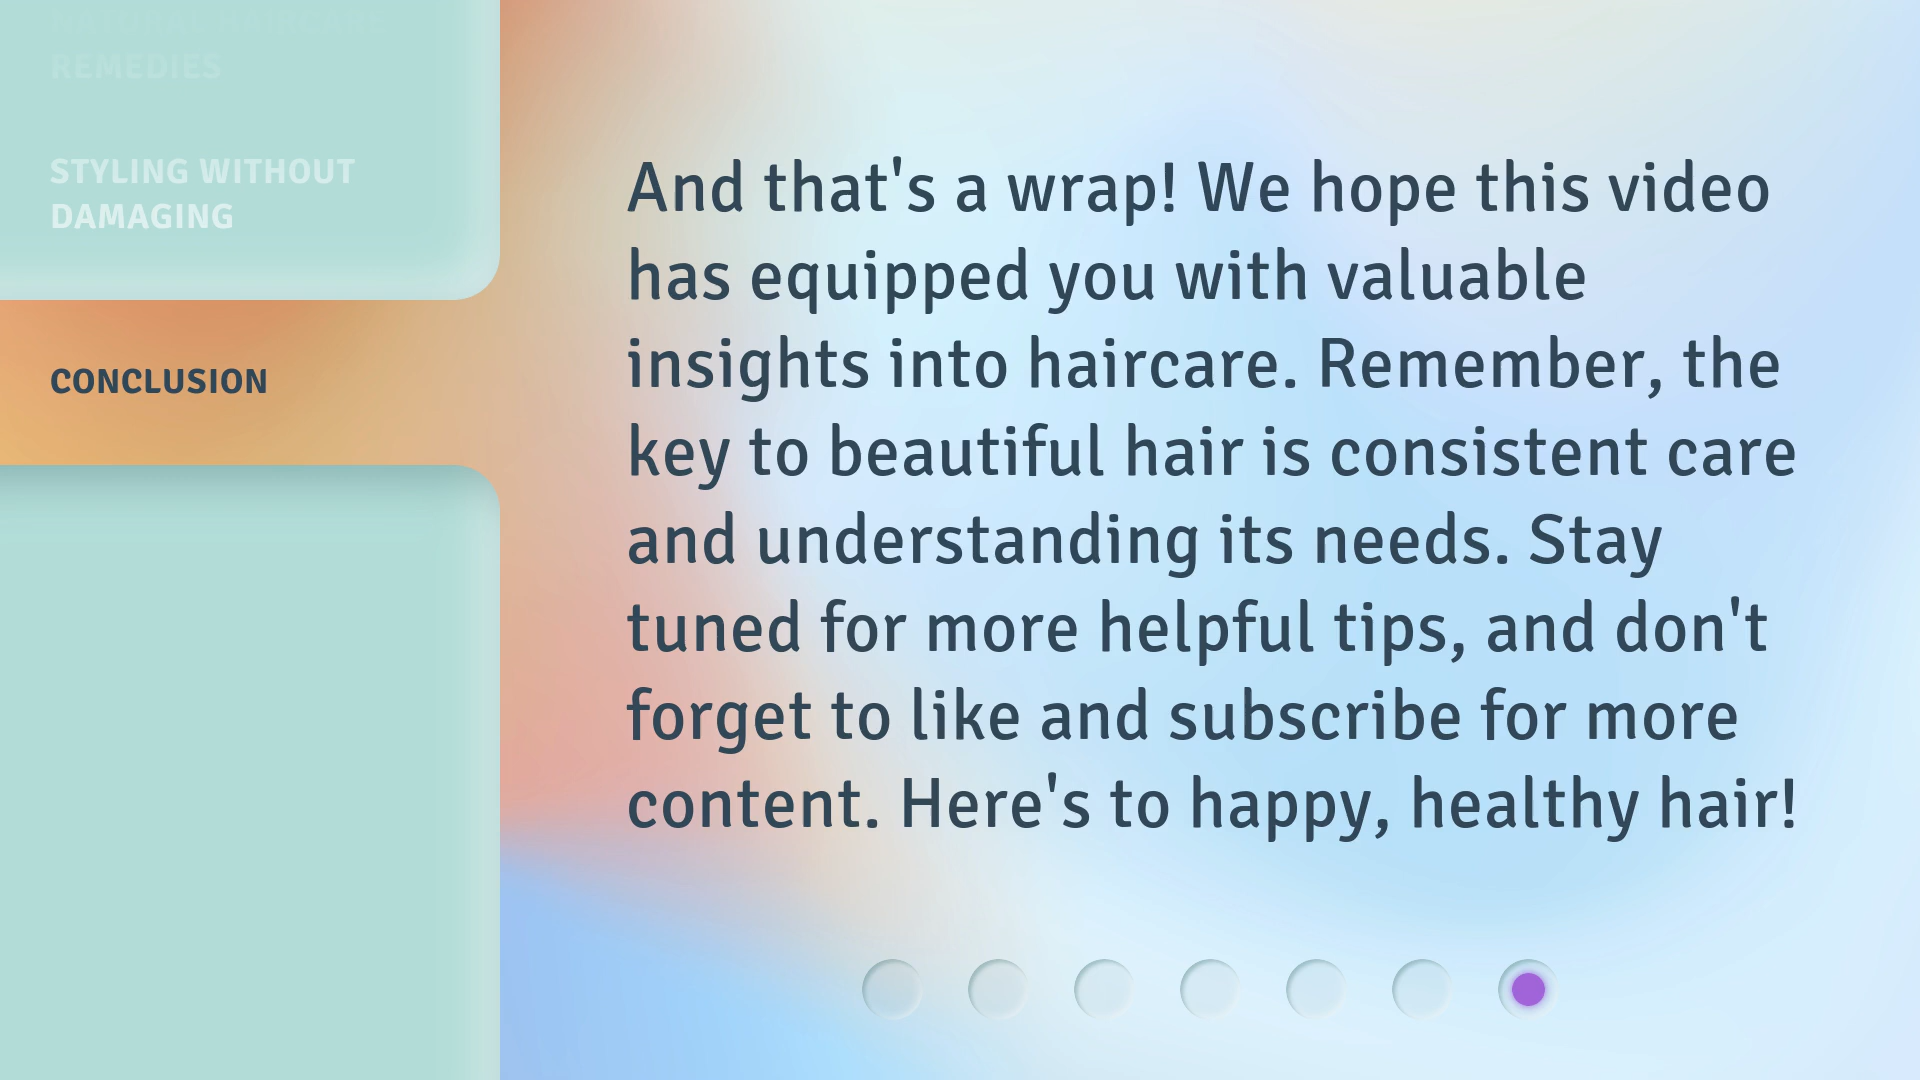 NATURAL HAIRCARE
REMEDIES
STYLING WITHOUT
DAMAGING
CONCLUSION
And that's a wrap! We hope this video
has equipped you with valuable
insights into haircare. Remember, the
key to beautiful hair is consistent care
and understanding its needs. Stay
tuned for more helpful tips, and don't
forget to like and subscribe for more
content. Here's to happy, healthy hair!